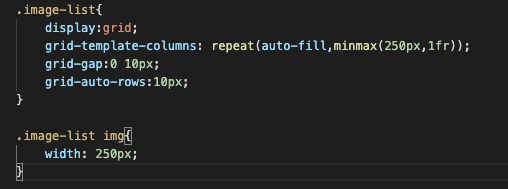 .image-list{
display:grid;
grid-template-columns: repeat(auto-fill,minmax(250px,1fr));
grid-gap:0 10px;
grid-auto-rows:10px;
}
.image-list img{
width: 250px;
}